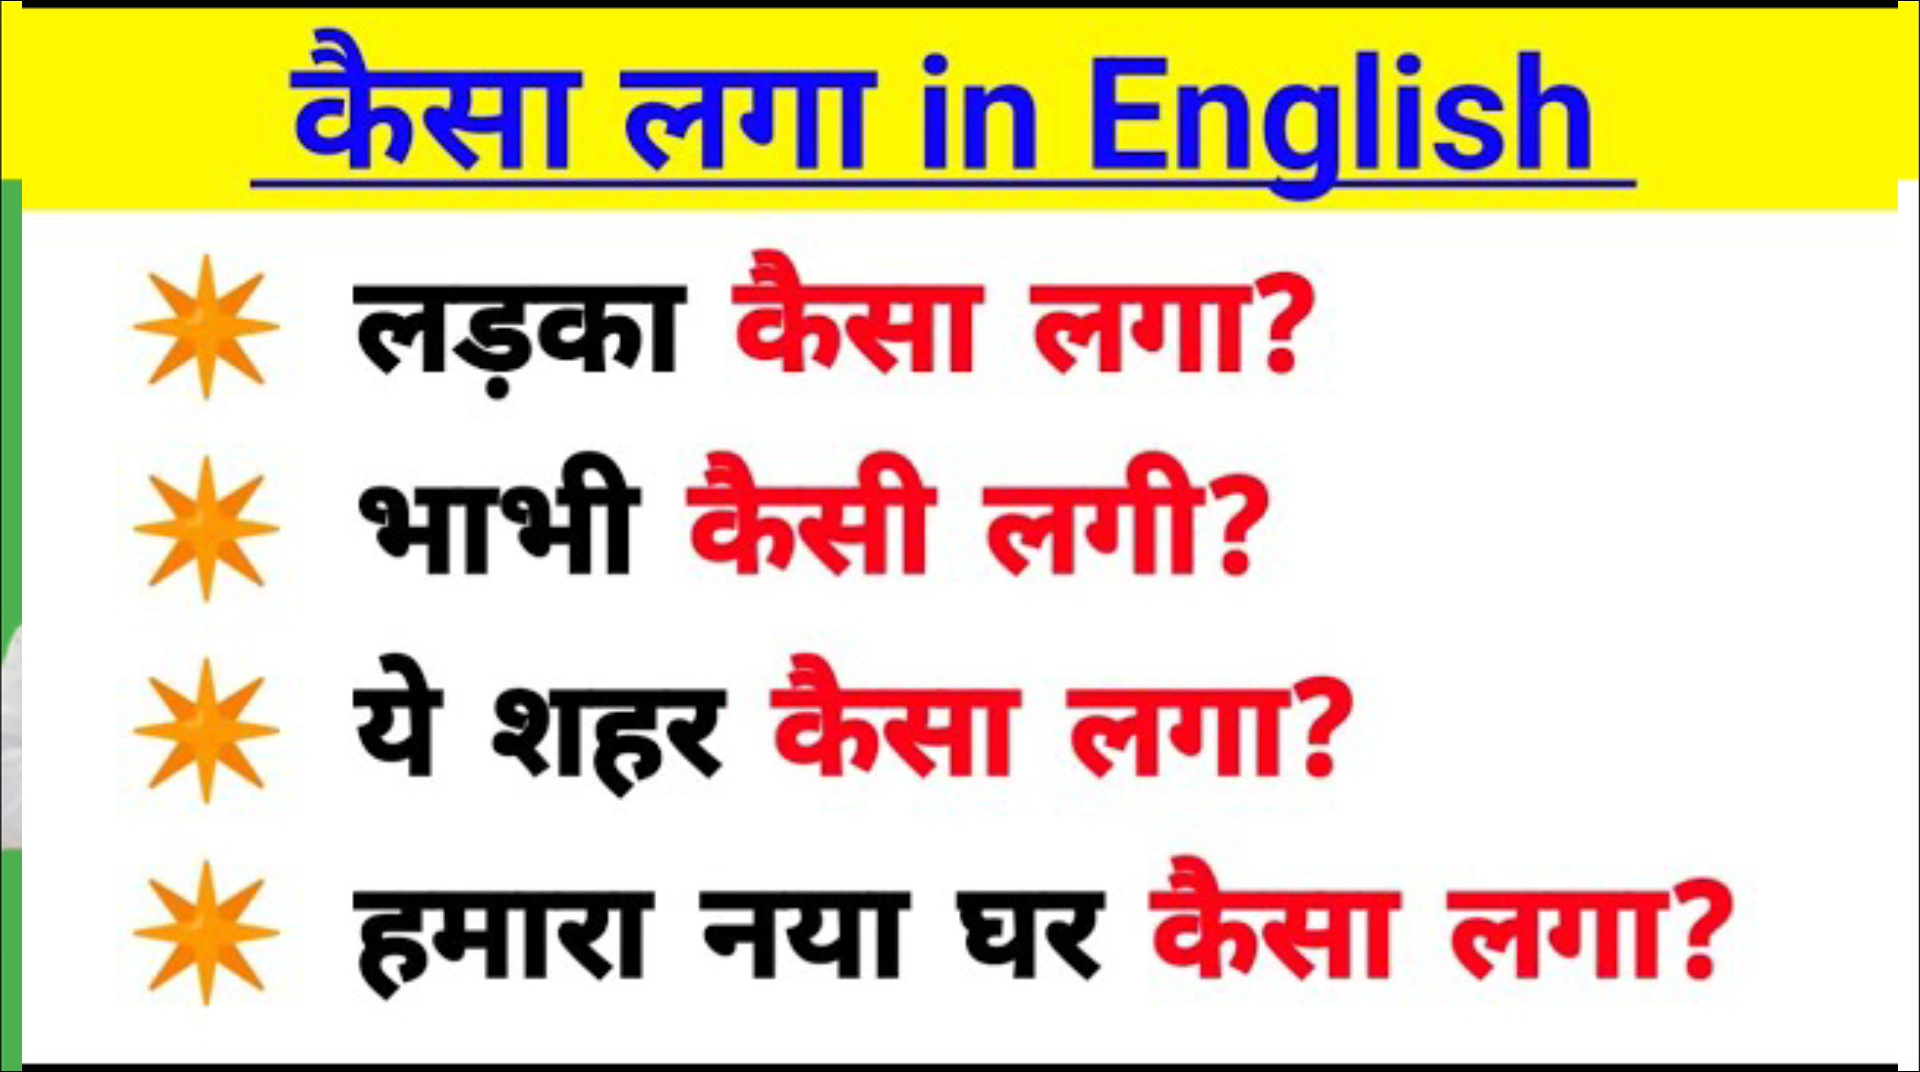 कैसा लगा in English
लड़का कैसा लगा?
भाभी कैसी लगी?
ये शहर कैसा लगा?
हमारा नया घर कैसा लगा?